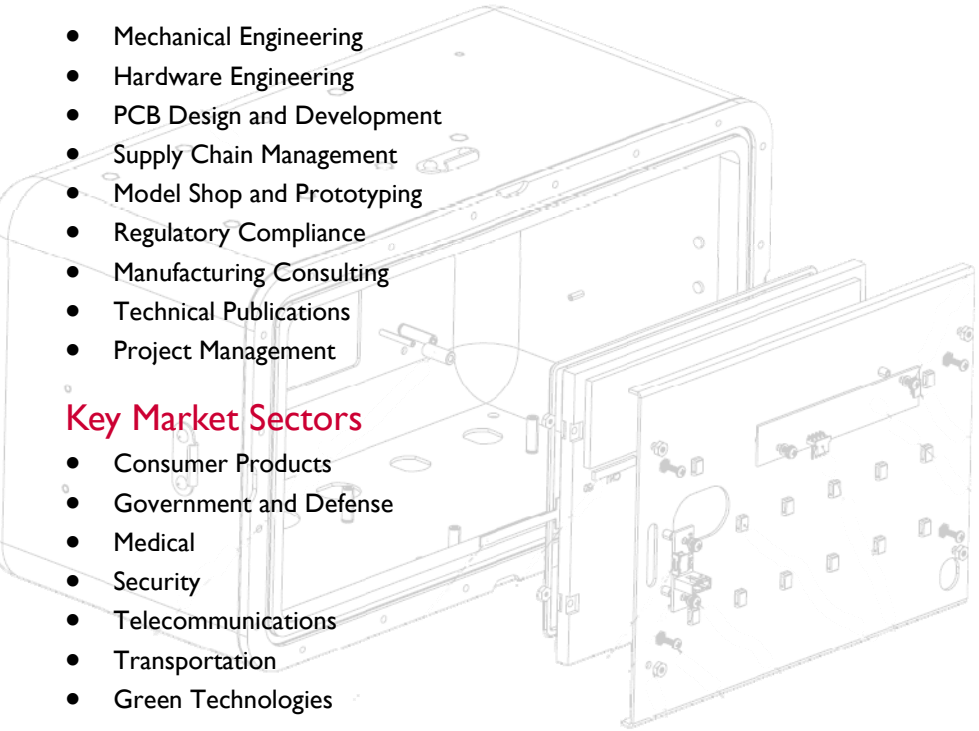 • Mechanical Engineering
• Hardware Engineering
• PCB Design and Development
• Supply Chain Management
• Model Shop and Prototyping
• Regulatory Compliance
• Manufacturing Consulting
• Technical Publications
• Project Management
Key Market Sectors
• Consumer Products
• Government and Defense
• Medical
• Security
• Telecommunications
• Transportation
• Green Technologies